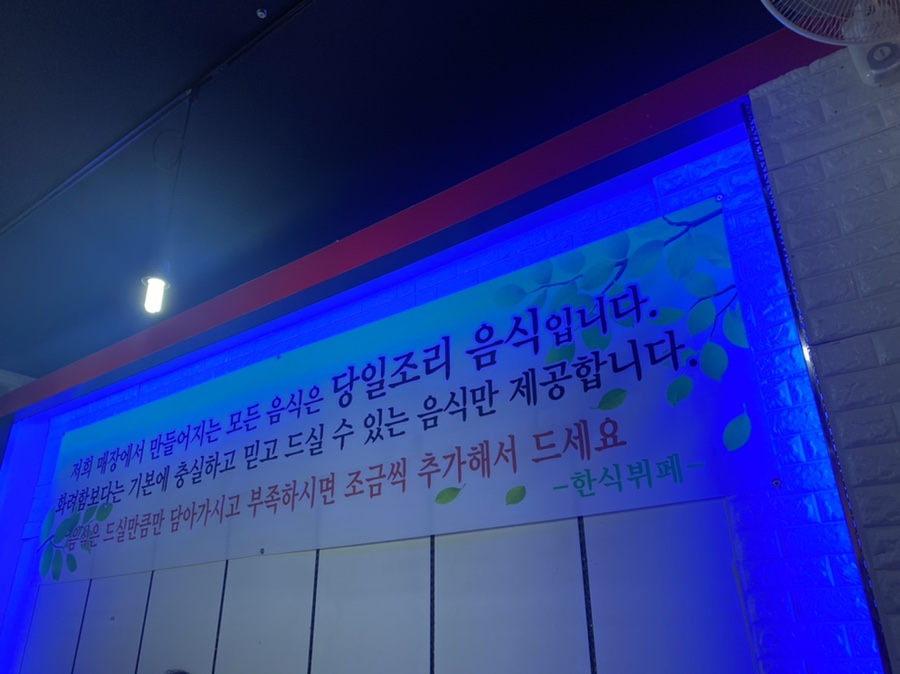 저희 매장에서 만들어지는 모든 음식은 당일조리 음식입니다.
화려함보다는 기본에 충실하고 믿고 드실 수 있는 음식만 제공합니다.
음식은 드실만큼만 담아가시고 부족하시면 조금씩 추가해서 드세요
-한식뷔페-